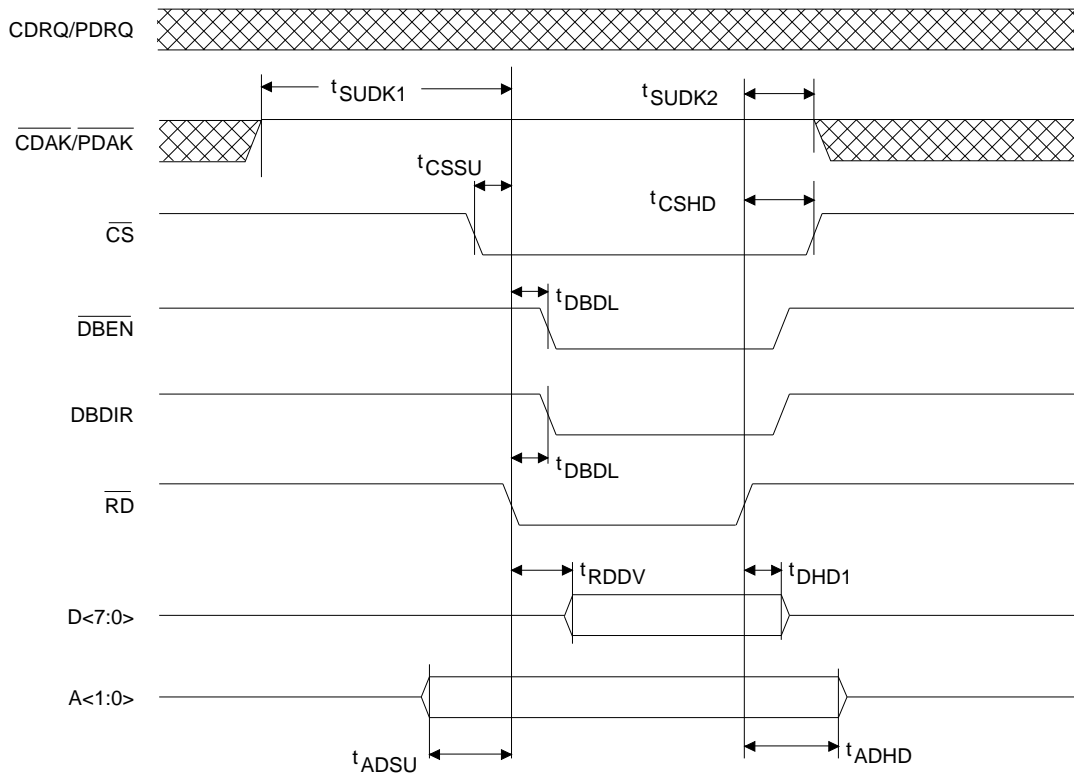 CDRQ/PDRQ
tSUDK1
tSUDK2
CDAK/PDAK
tCSSU
tCSHD
CS
tDBDL
DBEN
DBDIR
tDBDL
RD
tRDDV
tDHD1
D<7:0>
A<1:0>
tADSU
tADHD